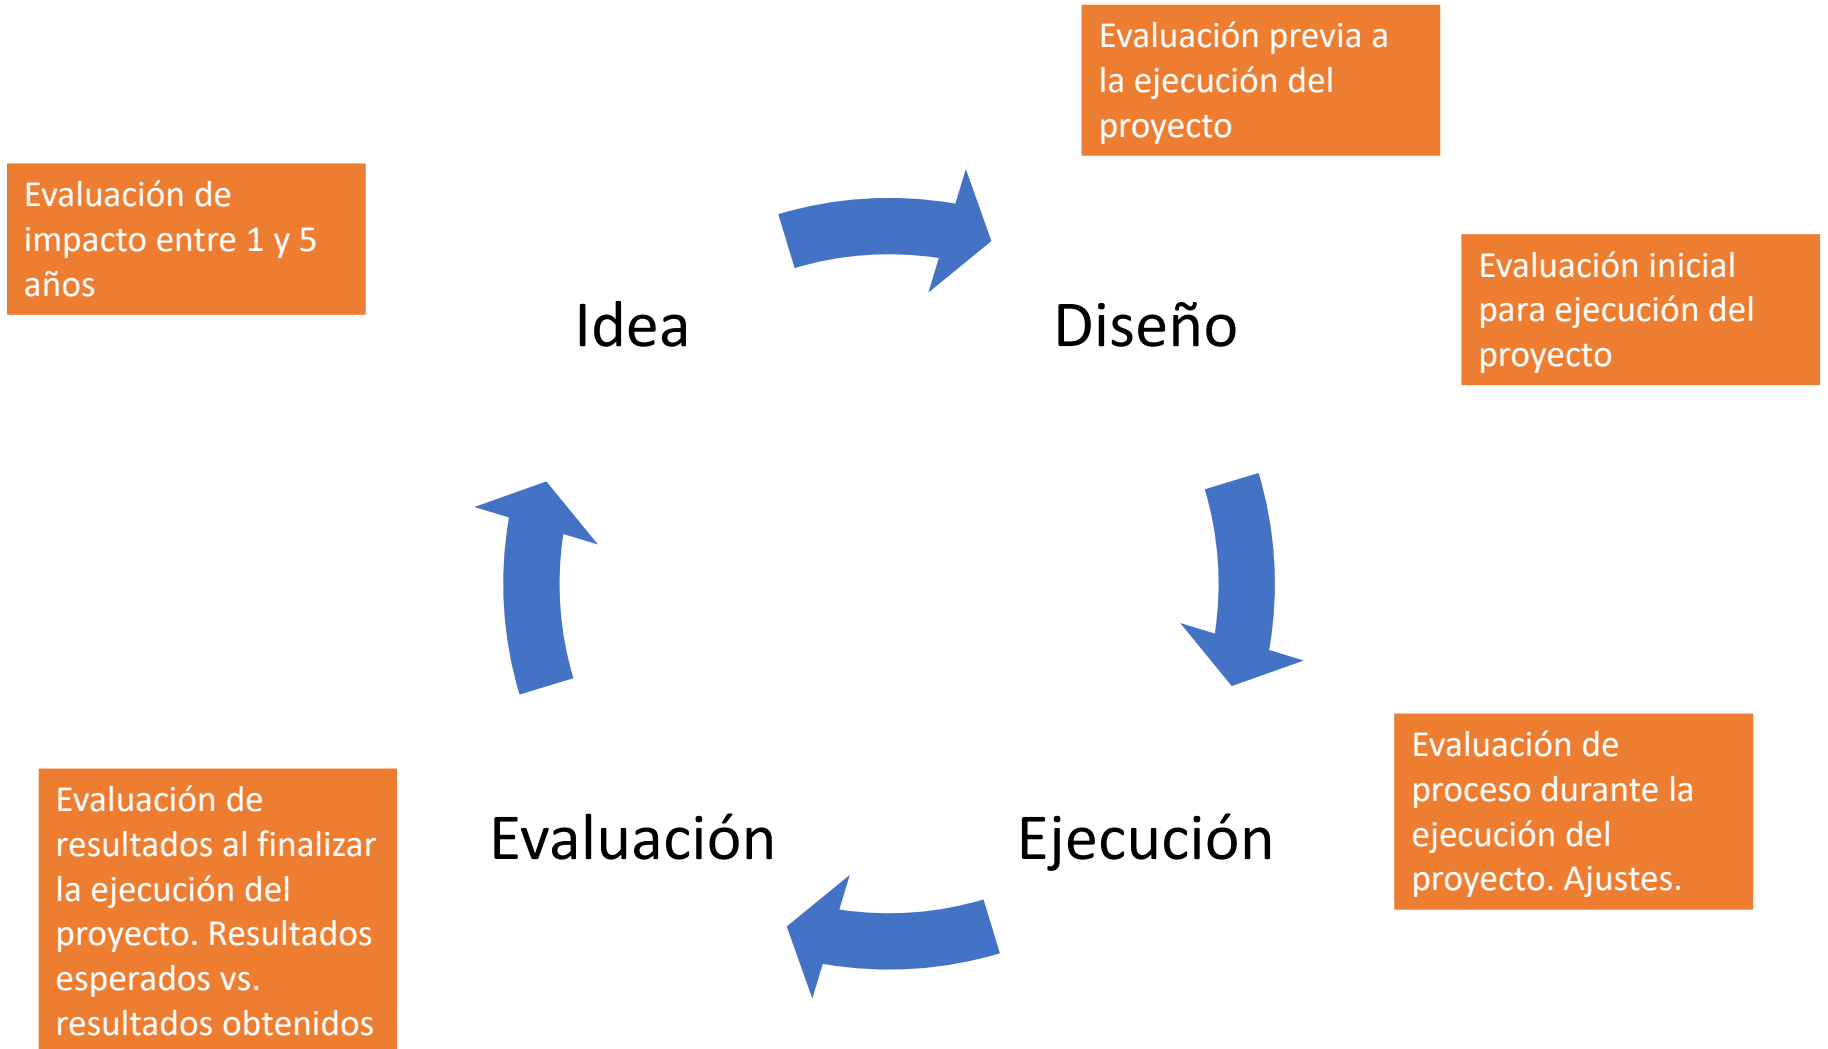 Evaluación previa a
la ejecución del
proyecto
Evaluación de
impacto entre 1 y 5
años
Evaluación inicial
para ejecución del
proyecto
Idea
Diseño
Evaluación de
proceso durante la
ejecución del
proyecto. Ajustes.
Evaluación de
resultados al finalizar
la ejecución del
proyecto. Resultados
esperados vs.
resultados obtenidos
Evaluación
Ejecución